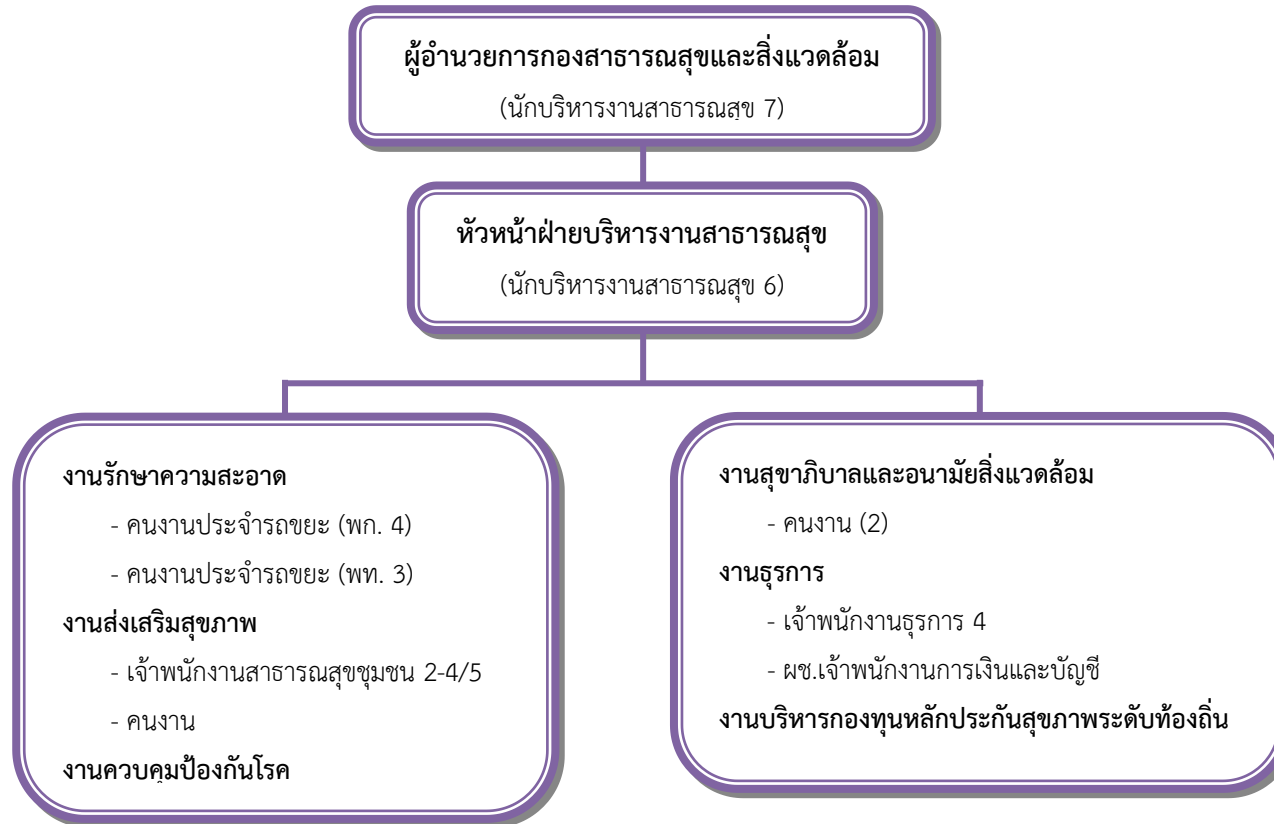 ผู้อำนวยการกองสาธารณสุขและสิ่งแวดล้อม
(นักบริหารงานสาธารณสุข 7)
หัวหน้าฝ่ายบริหารงานสาธารณสุข
(นักบริหารงานสาธารณสุข 6)
งานรักษาความสะอาด
- คนงานประจำรถขยะ (พก. 4)
- คนงานประจำรถขยะ (พท. 3)
งานส่งเสริมสุขภาพ
- เจ้าพนักงานสาธารณสุขชุมชน 2-4/5
- คนงาน
งานควบคุมป้องกันโรค
งานสุขาภิบาลและอนามัยสิ่งแวดล้อม
- คนงาน (2)
งานธุรการ
- เจ้าพนักงานธุรการ 4
- ผช.เจ้าพนักงานการเงินและบัญชี
งานบริหารกองทุนหลักประกันสุขภาพระดับท้องถิ่น